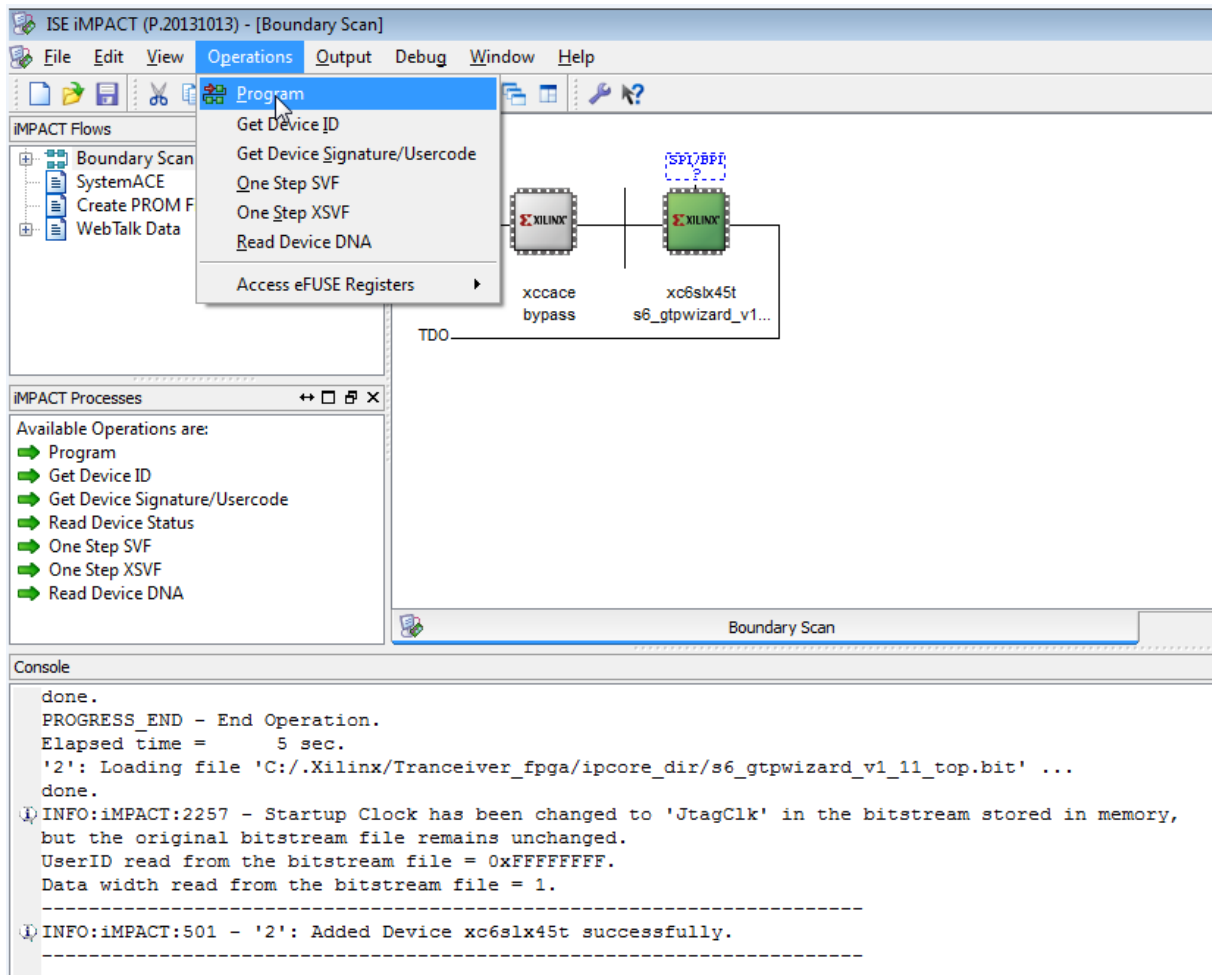 ISE iMPACT (P.20131013) - [Boundary Scan]
File Edit View Operations Output Debug Window Help
Program
Get Device ID
Get Device Signature/Usercode
One Step SVF
One Step XSVF
Read Device DNA
Access eFUSE Registers
iMPACT Flows
Boundary Scan
SystemACE
Create PROM F
WebTalk Data
SPI/BPI
?
XILINX
XILINX
xccace
bypass
xc6slx45t
s6_gtpwizard_v1...
TDO
iMPACT Processes
Available Operations are:
Program
Get Device ID
Get Device Signature/Usercode
Read Device Status
One Step SVF
One Step XSVF
Read Device DNA
Boundary Scan
Console
done.
PROGRESS_END - End Operation.
Elapsed time =      5 sec.
'2': Loading file 'C:/.Xilinx/Tranceiver_fpga/ipcore_dir/s6_gtpwizard_v1_11_top.bit' ...
done.
INFO:iMPACT:2257 - Startup Clock has been changed to 'JtagClk' in the bitstream stored in memory,
but the original bitstream file remains unchanged.
UserID read from the bitstream file = 0xFFFFFFFF.
Data width read from the bitstream file = 1.
----------------------------------------------------------------------
INFO:iMPACT:501 - '2': Added Device xc6slx45t successfully.
----------------------------------------------------------------------